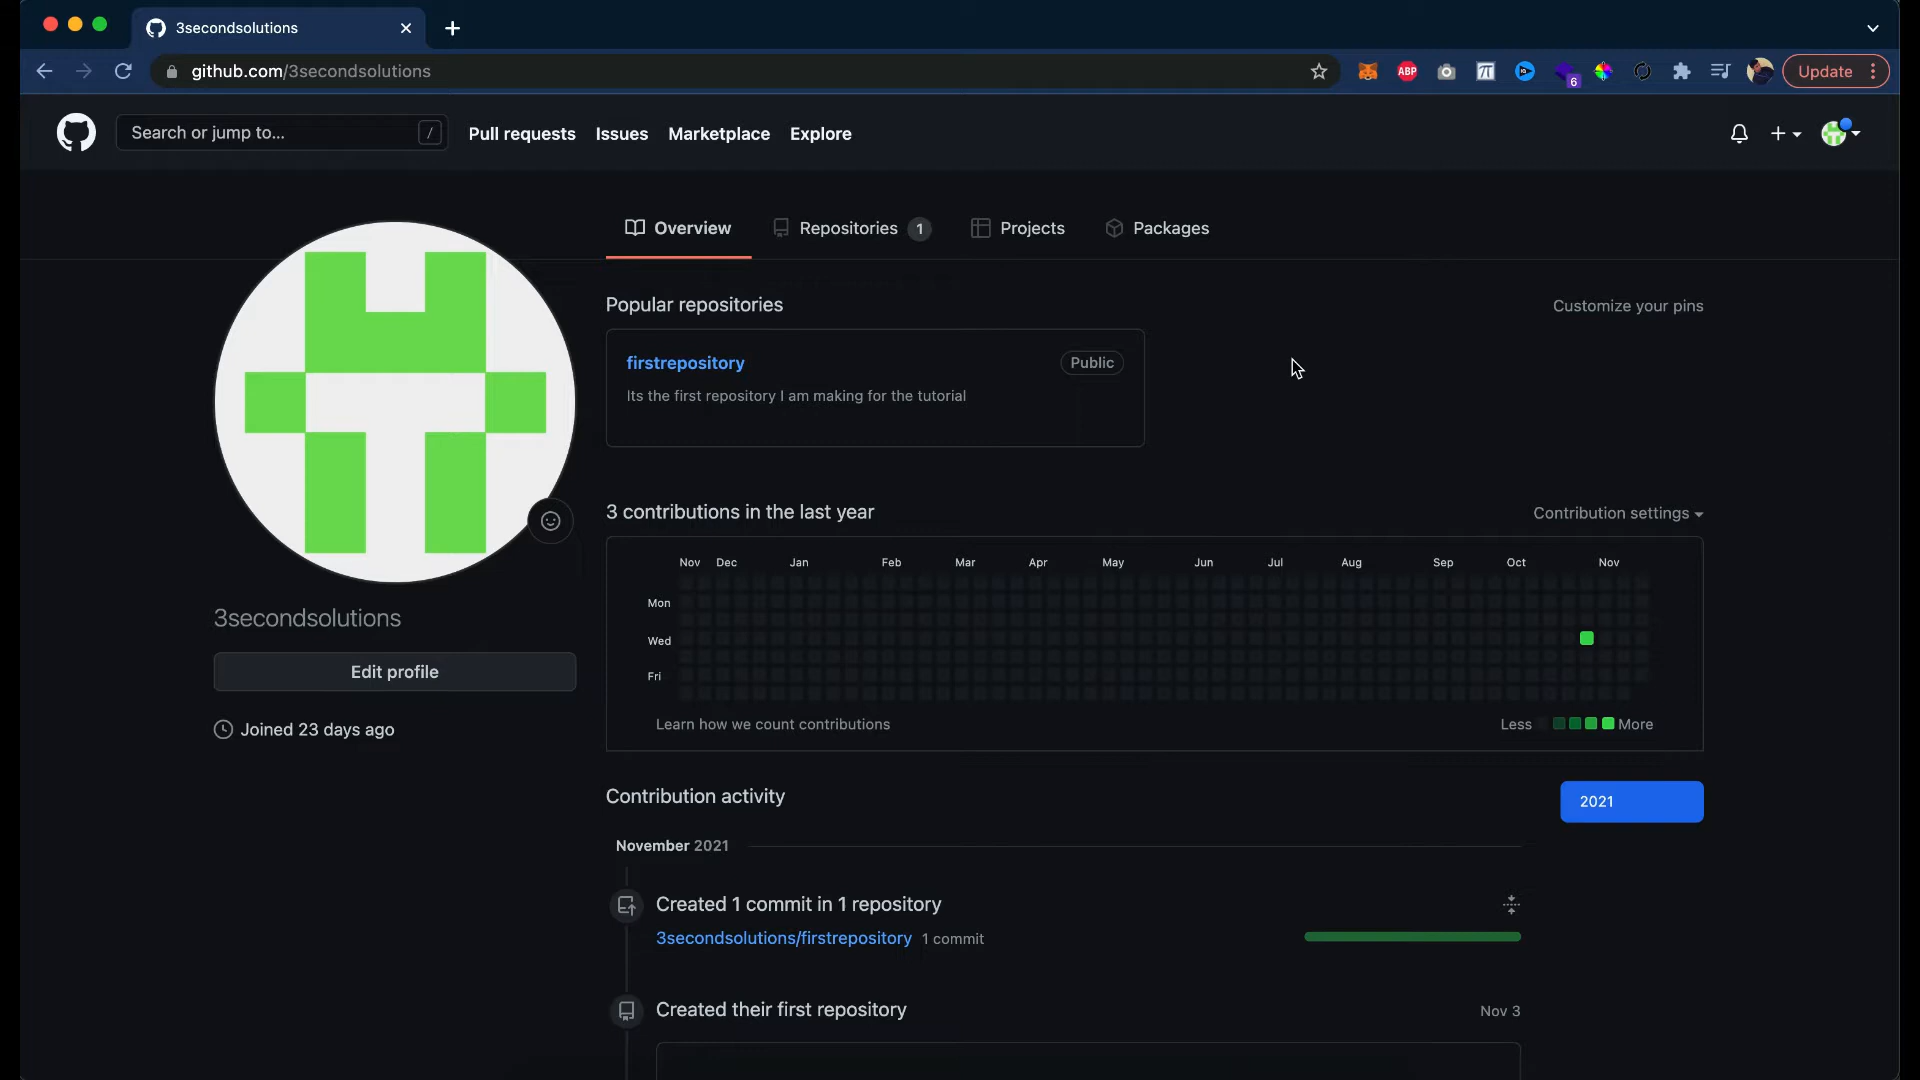 3secondsolutions
github.com/3secondsolutions
ABP
6
Update
Search or jump to... /
Pull requests Issues Marketplace Explore
Overview Repositories 1 Projects Packages
Popular repositories Customize your pins
firstrepository Public
Its the first repository I am making for the tutorial
3 contributions in the last year Contribution settings
Nov Dec Jan Feb Mar Apr May Jun Jul Aug Sep Oct Nov
Mon
Wed
Fri
Learn how we count contributions Less More
3secondsolutions
Edit profile
Joined 23 days ago
Contribution activity 2021
November 2021
Created 1 commit in 1 repository
3secondsolutions/firstrepository 1 commit
Created their first repository Nov 3